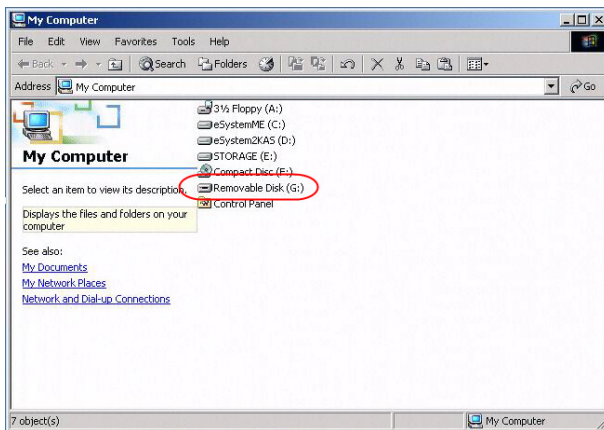 My Computer
File Edit View Favorites Tools Help
Back Search Folders
Address My Computer Go
My Computer
Select an item to view its description.
Displays the files and folders on your
computer
See also:
My Documents
My Network Places
Network and Dial-up Connections
3½ Floppy (A:)
eSystemME (C:)
eSystem2KAS (D:)
STORAGE (E:)
Compact Disc (F:)
Removable Disk (G:)
Control Panel
7 object(s) My Computer